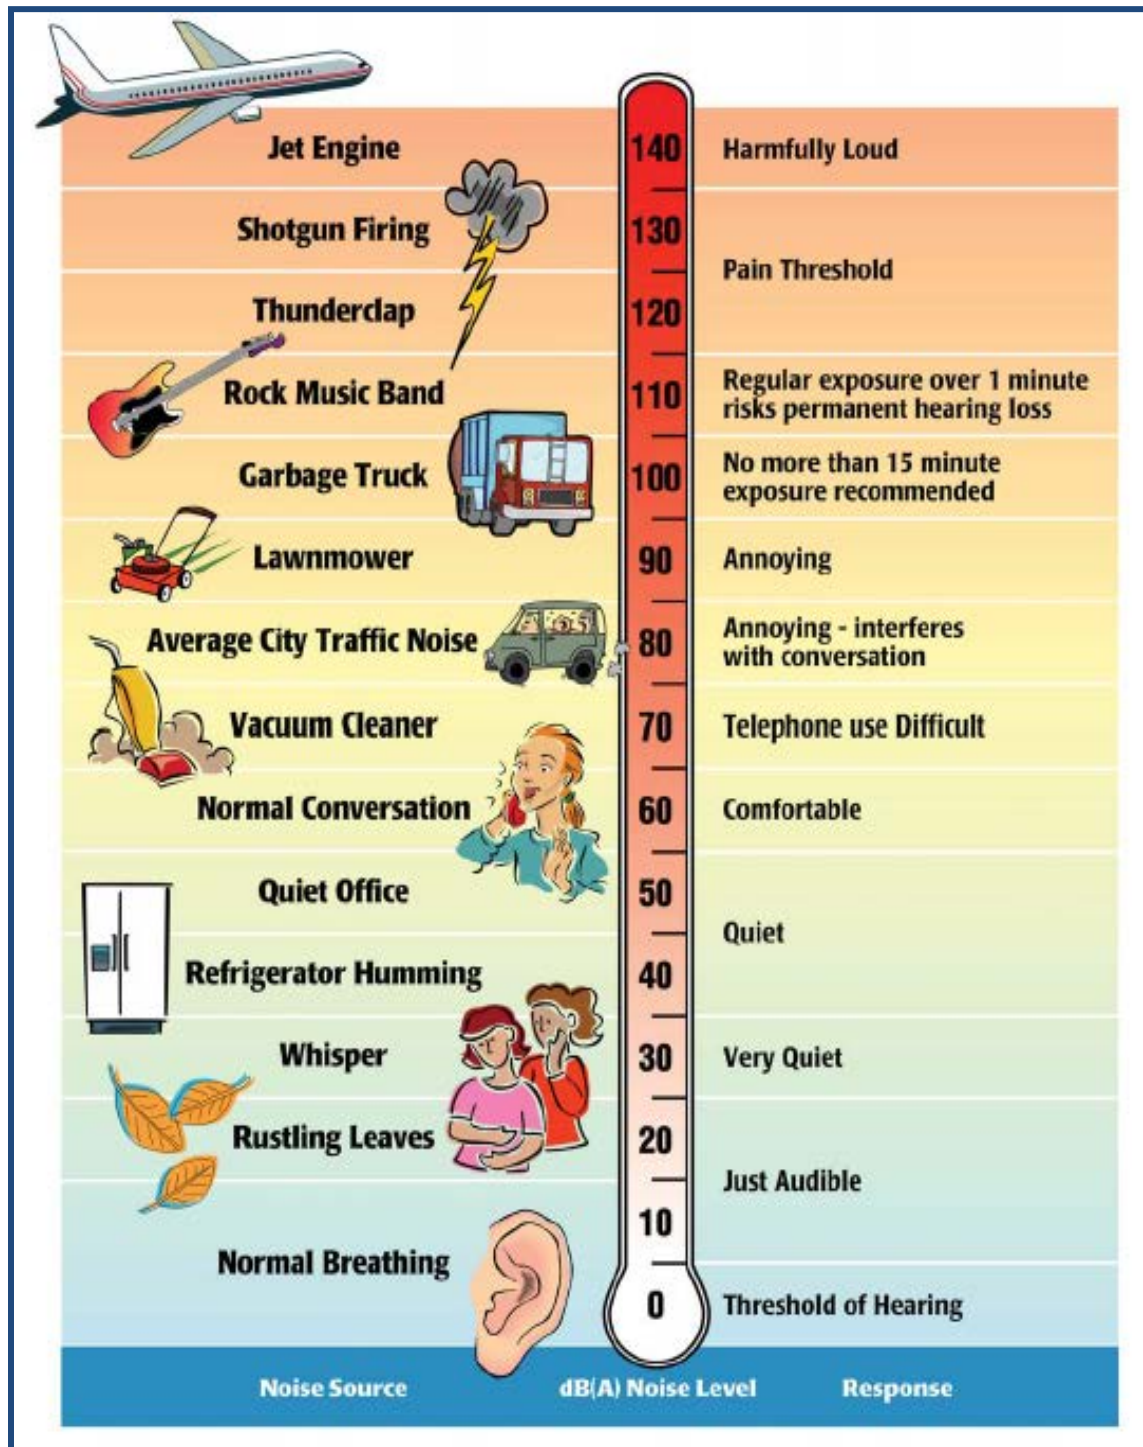 Jet Engine
140
Harmfully Loud
Shotgun Firing
130
Pain Threshold
Thunderclap
120
Rock Music Band
110
Regular exposure over 1 minute
risks permanent hearing loss
Garbage Truck
100
No more than 15 minute
exposure recommended
Lawnmower
90
Annoying
Average City Traffic Noise
80
Annoying - interferes
with conversation
Vacuum Cleaner
70
Telephone use Difficult
Normal Conversation
60
Comfortable
Quiet Office
50
Quiet
Refrigerator Humming
40
Whisper
30
Very Quiet
Rustling Leaves
20
Just Audible
10
Normal Breathing
0
Threshold of Hearing
Noise Source
dB(A) Noise Level
Response